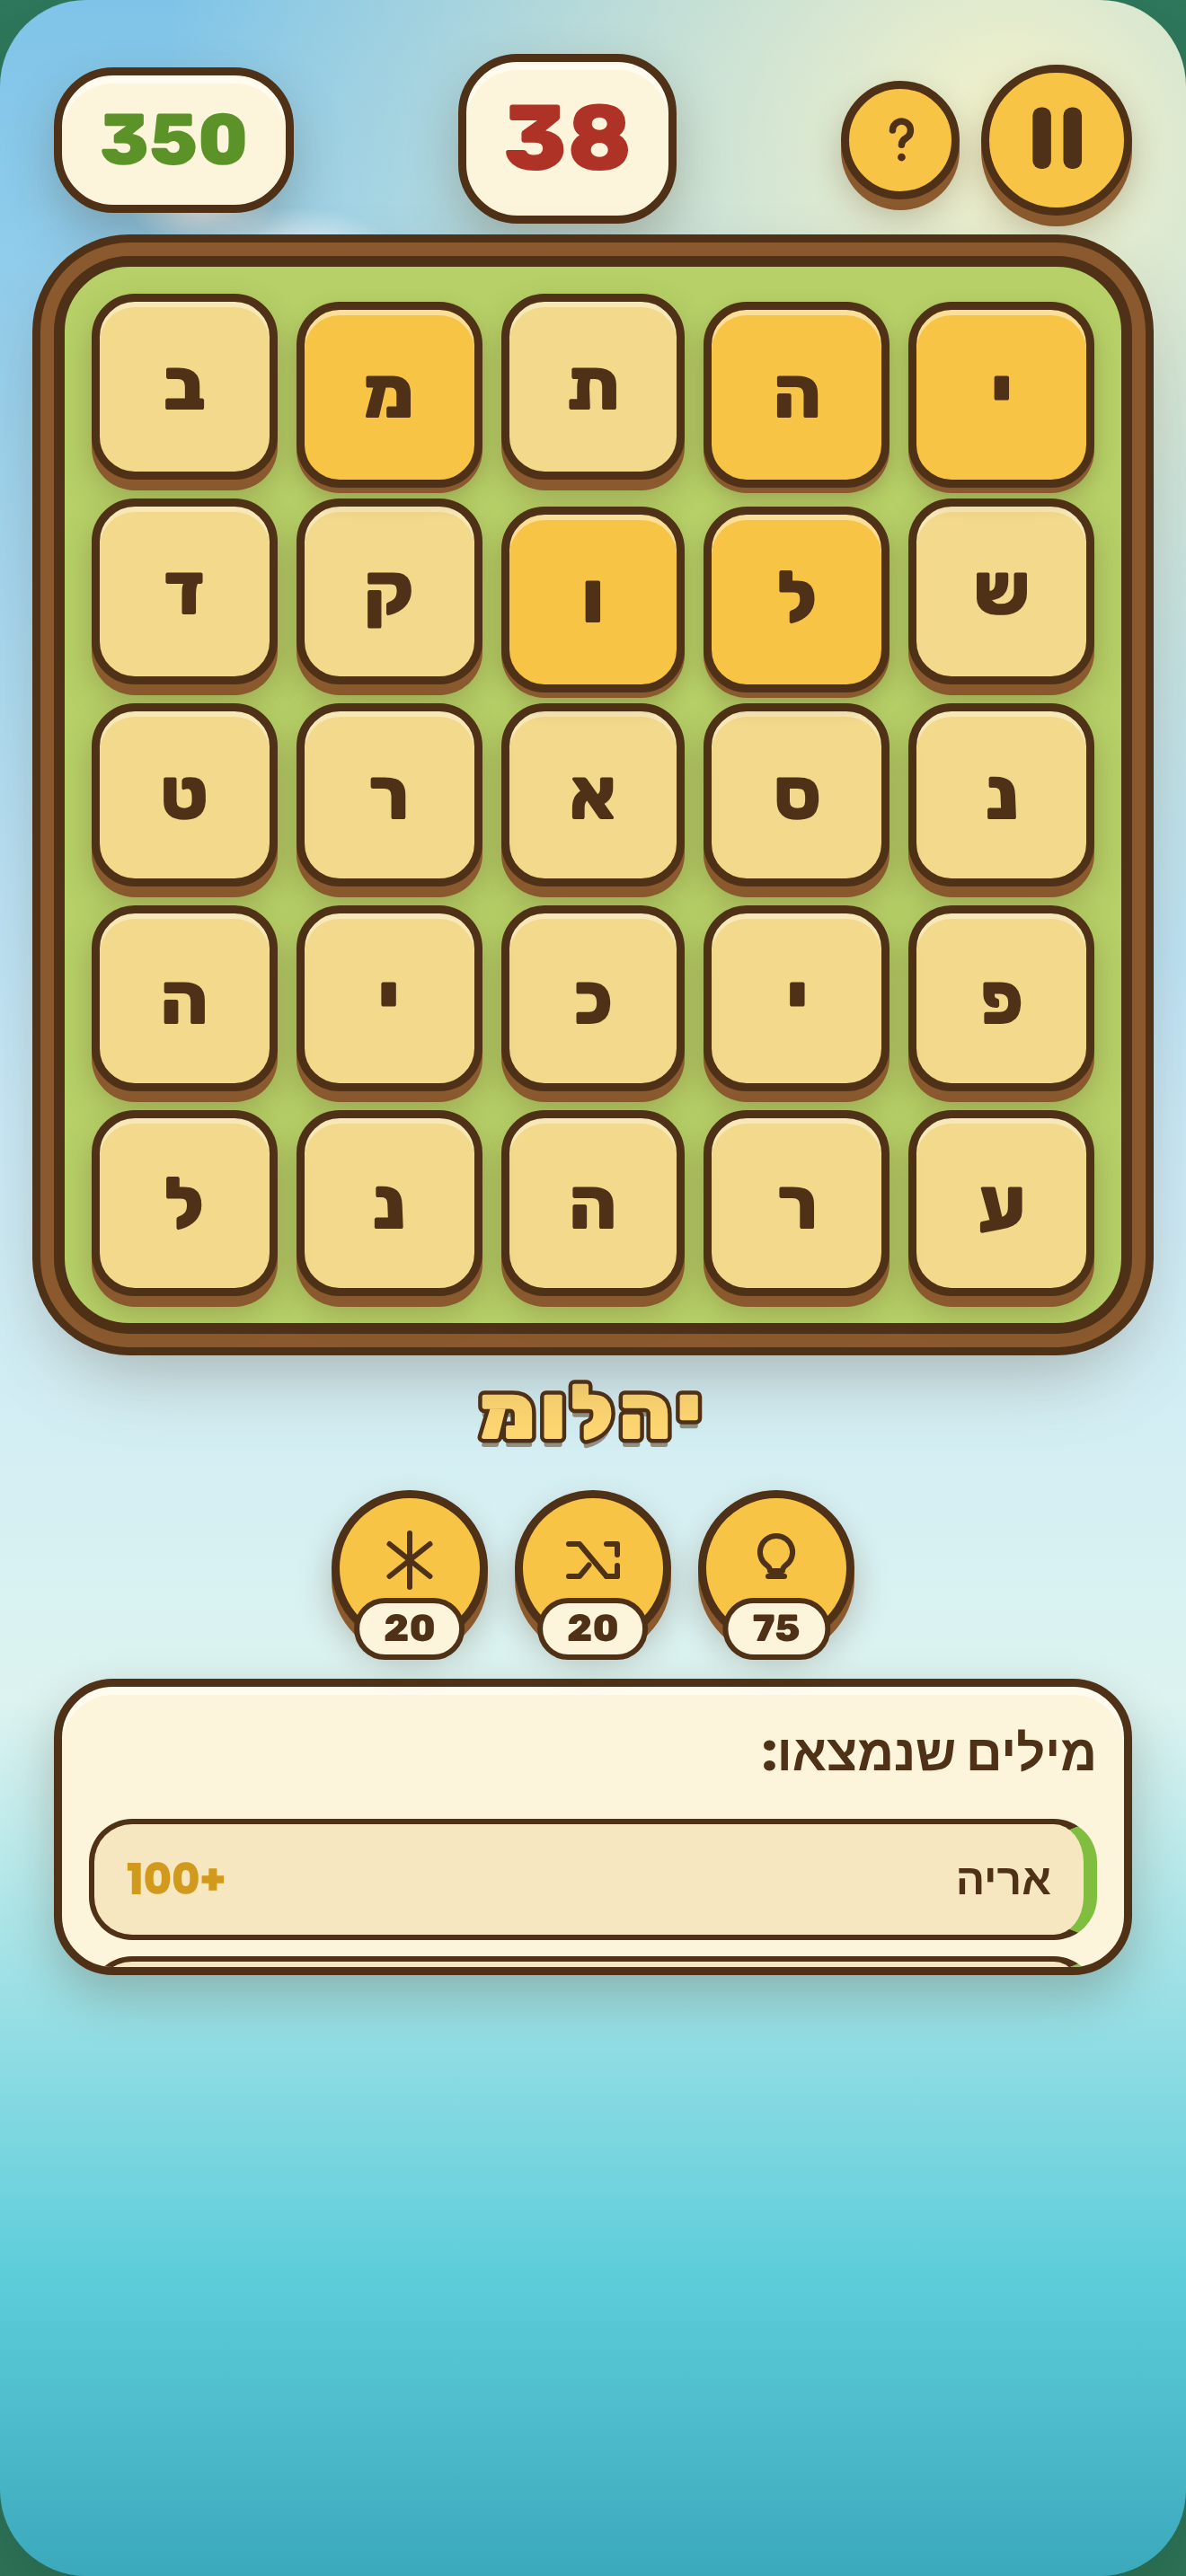 350 38 ?
י ה ת מ ב
ש ל ו ק ד
נ ס א ר ט
פ י כ י ה
ע ר ה נ ל
יהלומ
75 20 20
מילים שנמצאו:
אריה +100